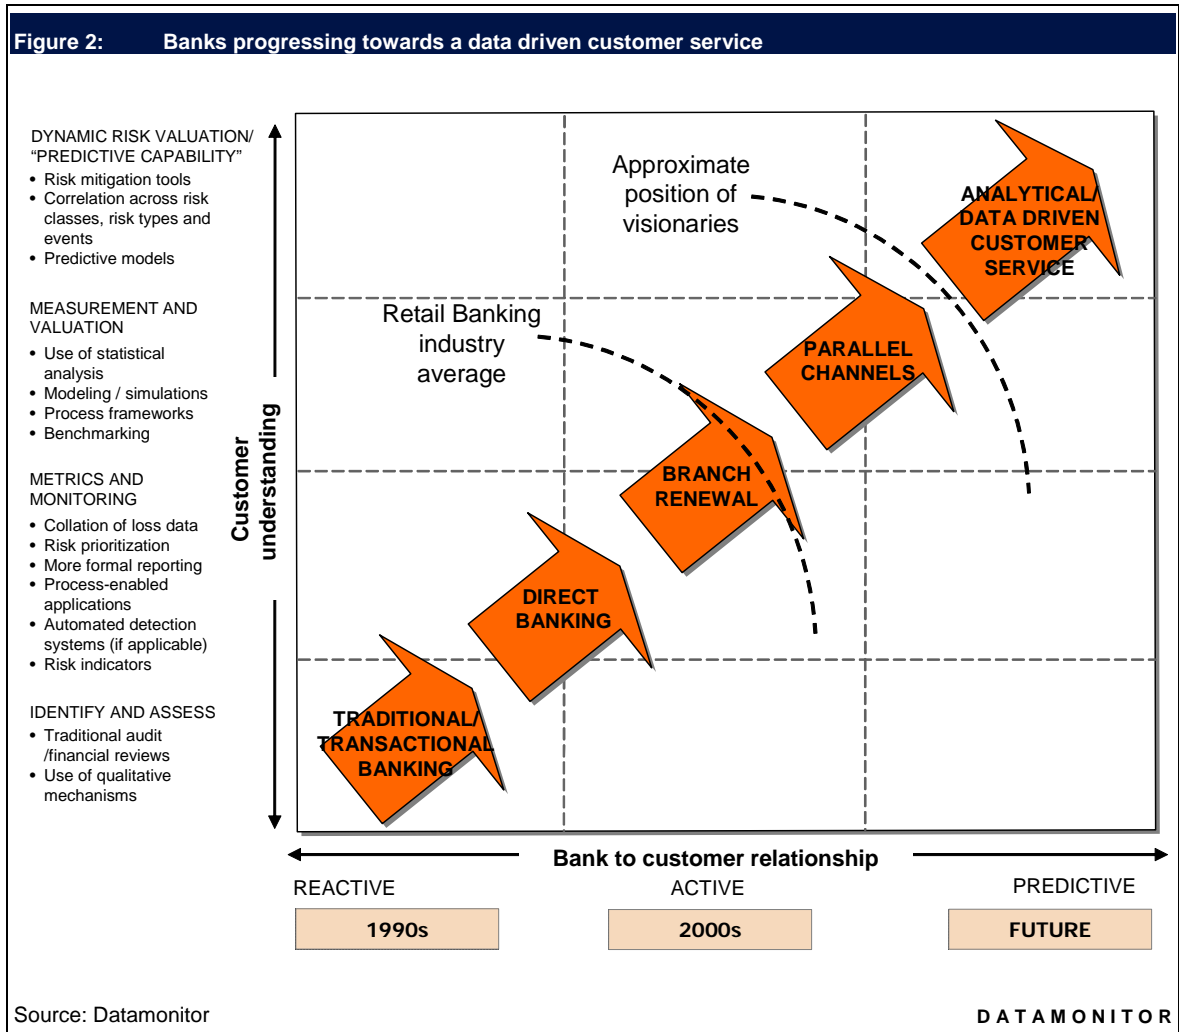 Figure 2: Banks progressing towards a data driven customer service
DYNAMIC RISK VALUATION/
“PREDICTIVE CAPABILITY”
• Risk mitigation tools
• Correlation across risk
classes, risk types and
events
• Predictive models
MEASUREMENT AND
VALUATION
• Use of statistical
analysis
• Modeling / simulations
• Process frameworks
• Benchmarking
METRICS AND
MONITORING
• Collation of loss data
• Risk prioritization
• More formal reporting
• Process-enabled
applications
• Automated detection
systems (if applicable)
• Risk indicators
IDENTIFY AND ASSESS
• Traditional audit
/financial reviews
• Use of qualitative
mechanisms
Customer
understanding
Approximate
position of
visionaries
Retail Banking
industry
average
ANALYTICAL/
DATA DRIVEN
CUSTOMER
SERVICE
PARALLEL
CHANNELS
BRANCH
RENEWAL
DIRECT
BANKING
TRADITIONAL/
TRANSACTIONAL
BANKING
Bank to customer relationship
REACTIVE ACTIVE PREDICTIVE
1990s 2000s FUTURE
Source: Datamonitor DATAMONITOR